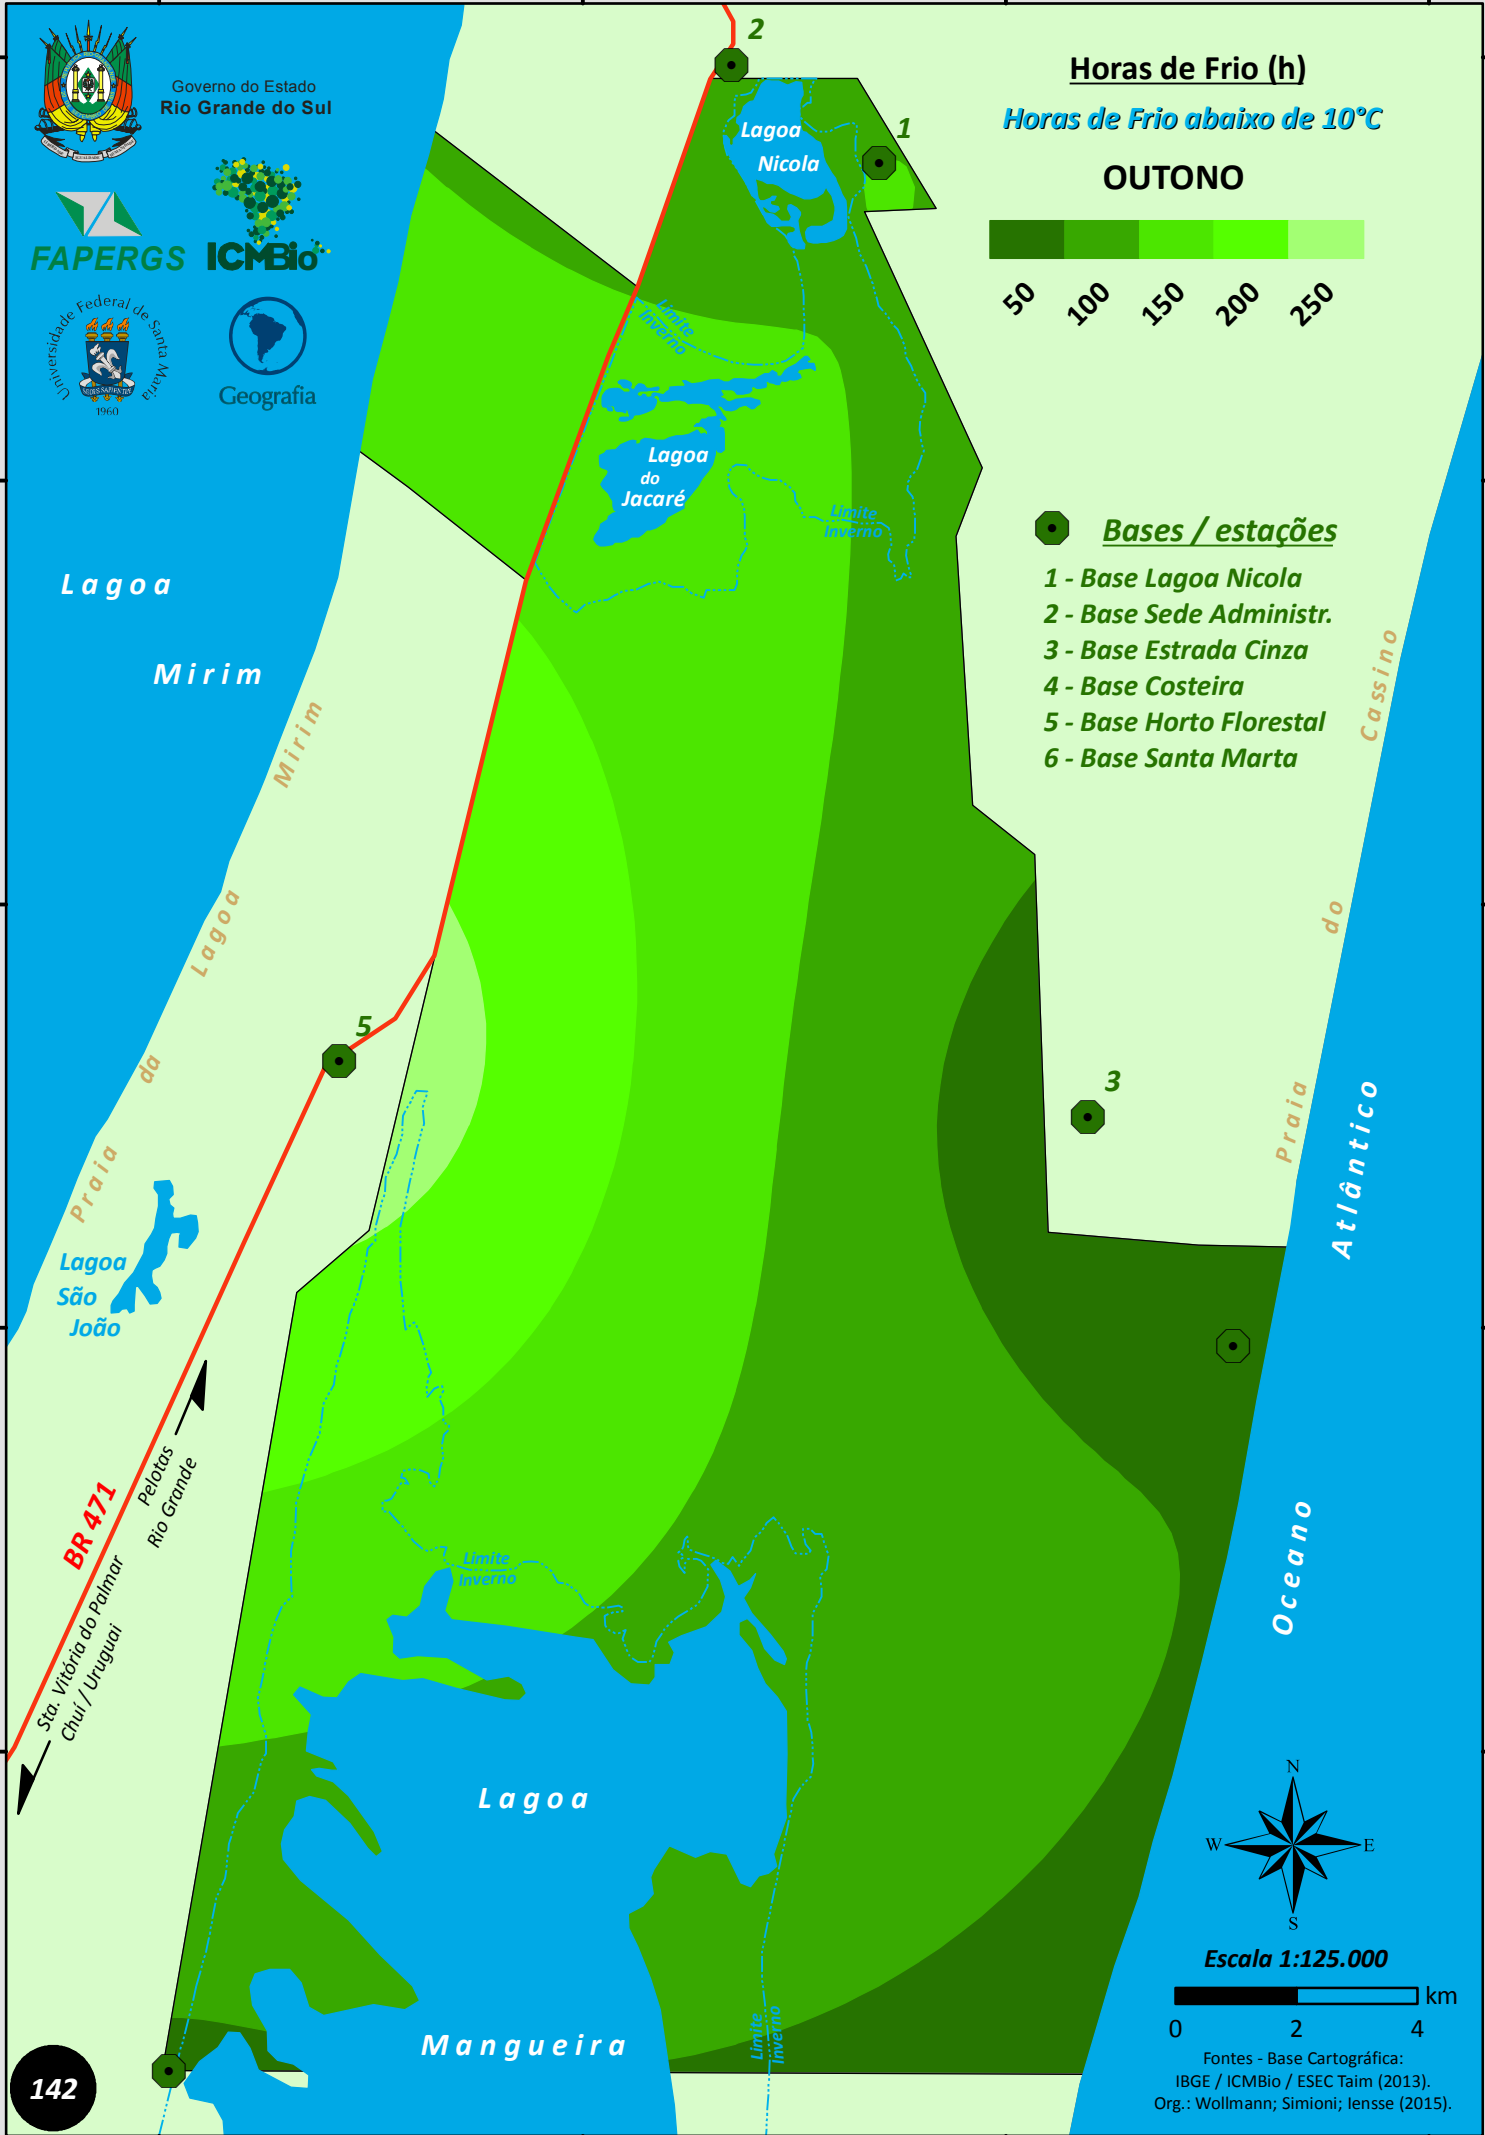 Governo do Estado
Rio Grande do Sul
FAPERGS
ICMBio
Universidade Federal de Santa Maria
SEDES SAPIENTIAE
1960
Geografia
Horas de Frio (h)
Horas de Frio abaixo de 10°C
OUTONO
50
100
150
200
250
Bases / estações
1 - Base Lagoa Nicola
2 - Base Sede Administr.
3 - Base Estrada Cinza
4 - Base Costeira
5 - Base Horto Florestal
6 - Base Santa Marta
2
1
Lagoa
Nicola
Limite
Inverno
Lagoa
do
Jacaré
Limite
Inverno
Lagoa
Mirim
Praia da Lagoa Mirim
Praia do Cassino
5
3
Lagoa
São
João
Oceano Atlântico
BR 471
Pelotas
Rio Grande
Sta. Vitória do Palmar
Chuí / Uruguai
Limite
Inverno
Lagoa
Mangueira
Limite
Inverno
N
W
E
S
Escala 1:125.000
km
0 2 4
Fontes - Base Cartográfica:
IBGE / ICMBio / ESEC Taim (2013).
Org.: Wollmann; Simioni; Iensse (2015).
142